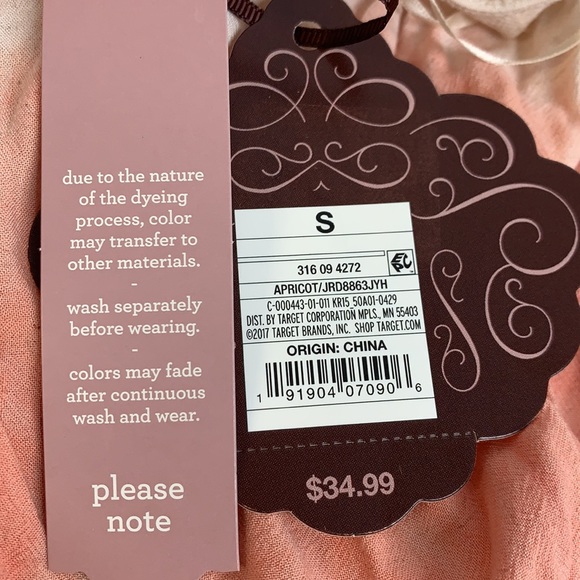 due to the nature
of the dyeing
process, color
may transfer to
other materials.
-
wash separately
before wearing.
-
colors may fade
after continuous
wash and wear.
please
note
S
316 09 4272
APRICOT/JRD8863JYH
C-000443-01-011 KR15 50A01-0429
DIST. BY TARGET CORPORATION MPLS., MN 55403
©2017 TARGET BRANDS, INC. SHOP TARGET.COM
ORIGIN: CHINA
1 91904 07090 6
$34.99